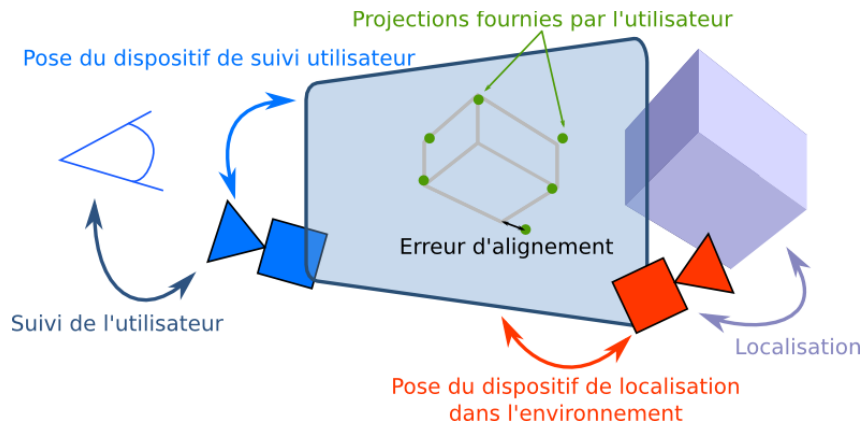 Projections fournies par l'utilisateur
Pose du dispositif de suivi utilisateur
Erreur d'alignement
Suivi de l'utilisateur
Localisation
Pose du dispositif de localisation
dans l'environnement